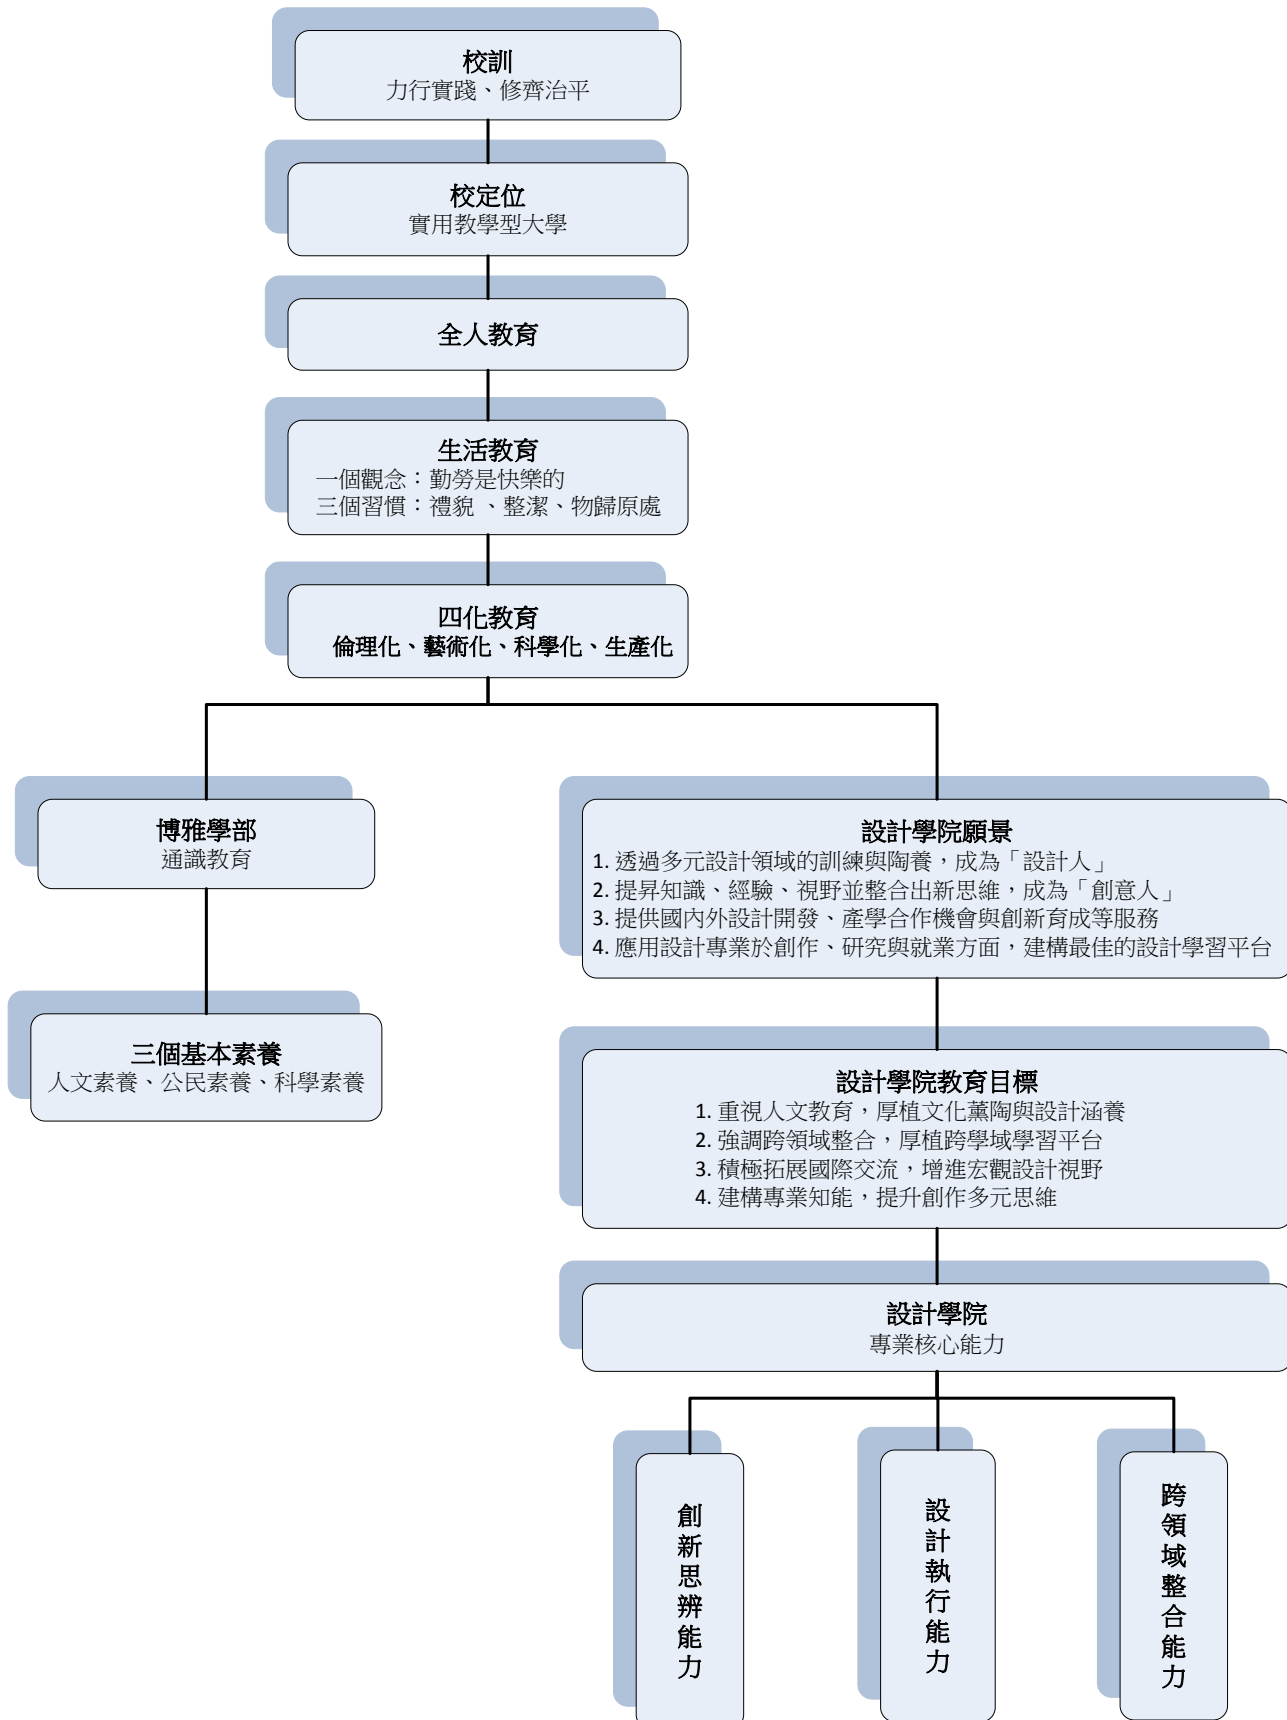 校訓
力行實踐、修齊治平
校定位
實用教學型大學
全人教育
生活教育
一個觀念：勤勞是快樂的
三個習慣：禮貌 、整潔、物歸原處
四化教育
倫理化、藝術化、科學化、生產化
博雅學部
通識教育
三個基本素養
人文素養、公民素養、科學素養
設計學院願景
1. 透過多元設計領域的訓練與陶養，成為「設計人」
2. 提昇知識、經驗、視野並整合出新思維，成為「創意人」
3. 提供國內外設計開發、產學合作機會與創新育成等服務
4. 應用設計專業於創作、研究與就業方面，建構最佳的設計學習平台
設計學院教育目標
1. 重視人文教育，厚植文化薰陶與設計涵養
2. 強調跨領域整合，厚植跨學域學習平台
3. 積極拓展國際交流，增進宏觀設計視野
4. 建構專業知能，提升創作多元思維
設計學院
專業核心能力
創新思辨能力
設計執行能力
跨領域整合能力